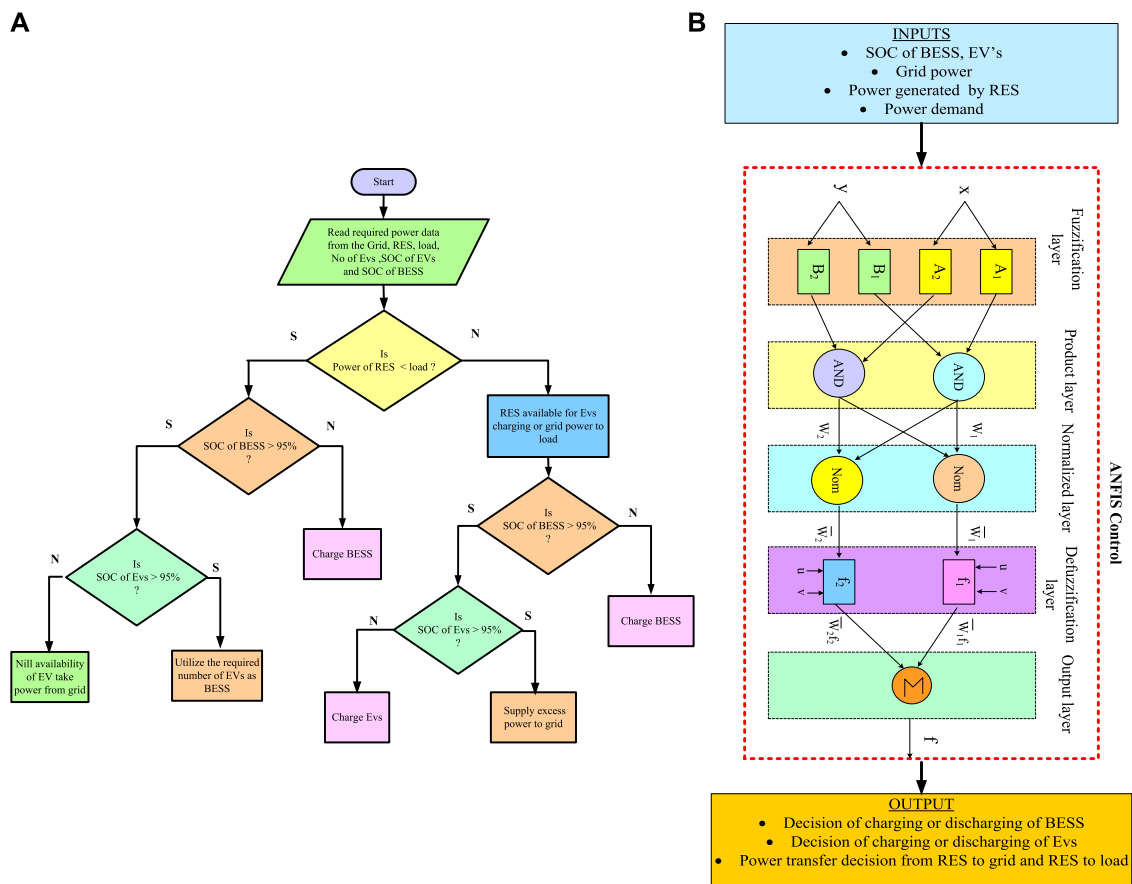 A
Start
Read required power data
from the Grid, RES, load,
No of Evs ,SOC of EVs
and SOC of BESS
Is
Power of RES < load ?
S
N
Is
SOC of BESS > 95%
?
S
N
RES available for Evs
charging or grid power to
load
Is
SOC of Evs > 95%
?
N
S
Charge BESS
Is
SOC of BESS > 95%
?
S
N
Nill availability
of EV take
power from grid
Utilize the required
number of EVs as
BESS
Is
SOC of Evs > 95%
?
N
S
Charge BESS
Charge Evs
Supply excess
power to grid
B
INPUTS
• SOC of BESS, EV's
• Grid power
• Power generated by RES
• Power demand
y
x
Fuzzification
layer
B₂
B₁
A₂
A₁
Product layer
AND
AND
W₂
W₁
Normalized layer
Nom
Nom
W̅₂
W̅₁
Defuzzification
layer
u
v
f₂
f₁
u
v
W̅₂f₂
W̅₁f₁
Output layer
Σ
f
ANFIS Control
OUTPUT
• Decision of charging or discharging of BESS
• Decision of charging or discharging of Evs
• Power transfer decision from RES to grid and RES to load